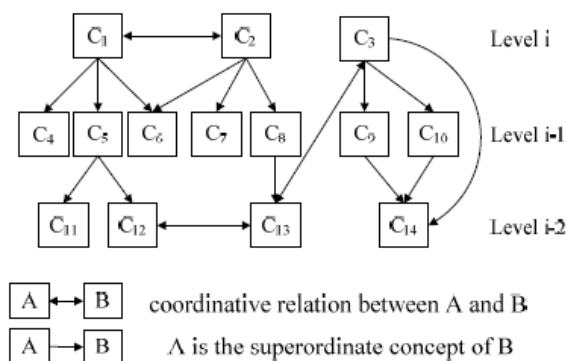 C₁ C₂ C₃ Level i
C₄ C₅ C₆ C₇ C₈ C₉ C₁₀ Level i-1
C₁₁ C₁₂ C₁₃ C₁₄ Level i-2
A B coordinative relation between A and B
A B A is the superordinate concept of B